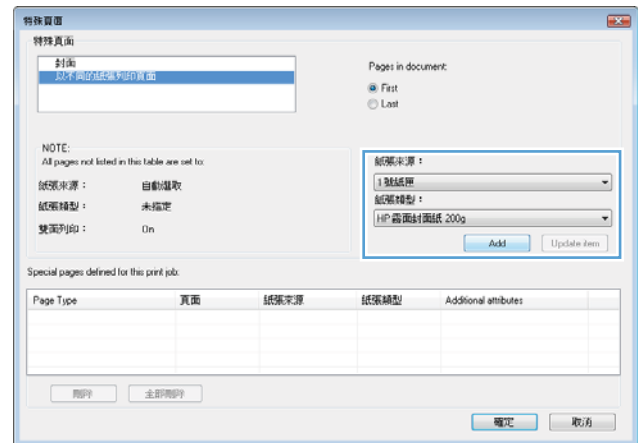 特殊頁面
特殊頁面
封面
以不同的紙張列印頁面
Pages in document:
First
Last
NOTE:
All pages not listed in this table are set to:
紙張來源： 自動選取
紙張類型： 未指定
雙面列印： On
紙張來源：
1 號紙匣
紙張類型：
HP 霧面封面紙 200g
Add Update item
Special pages defined for this print job:
Page Type 頁面 紙張來源 紙張類型 Additional attributes
刪除 全部刪除
確定 取消